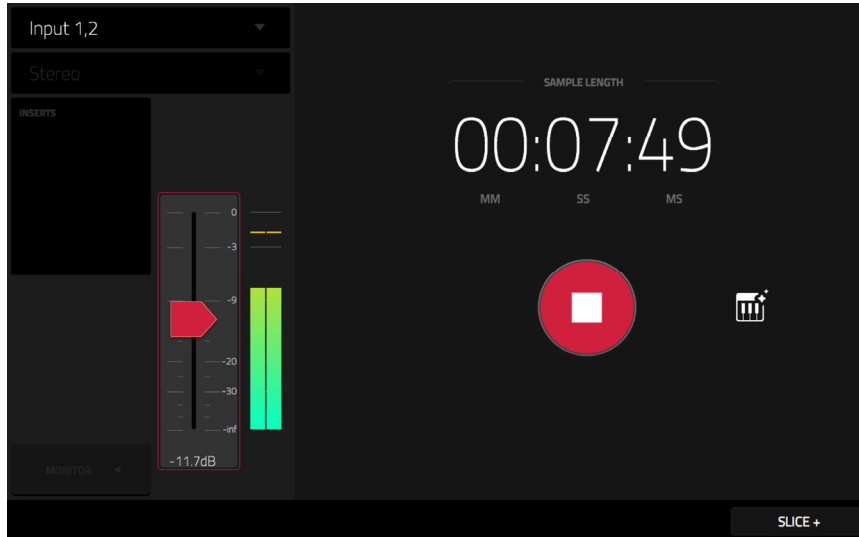 Input 1,2
Stereo
INSERTS
0
-3
-9
-20
-30
-inf
-11.7dB
MONITOR
SAMPLE LENGTH
00:07:49
MM SS MS
SLICE +